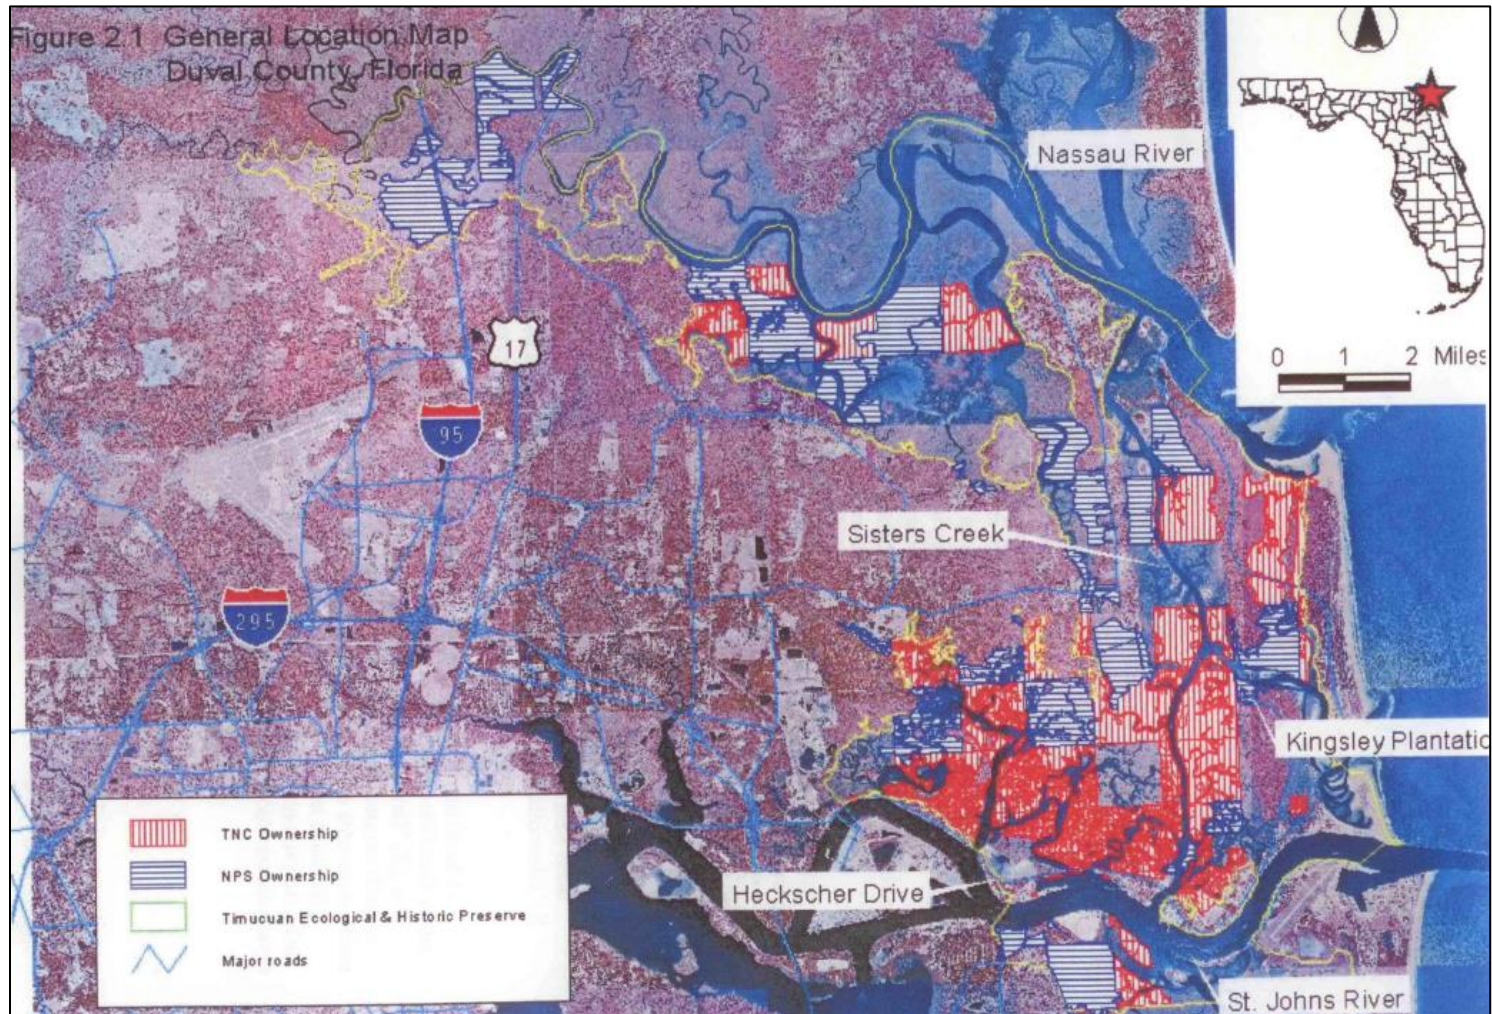 Figure 2.1 General Location Map
Duval County, Florida
Nassau River
0 1 2 Miles
17
95
Sisters Creek
295
Kingsley Plantatio
TNC Ownership
NPS Ownership
Timucuan Ecological & Historic Preserve
Major roads
Heckscher Drive
St. Johns River